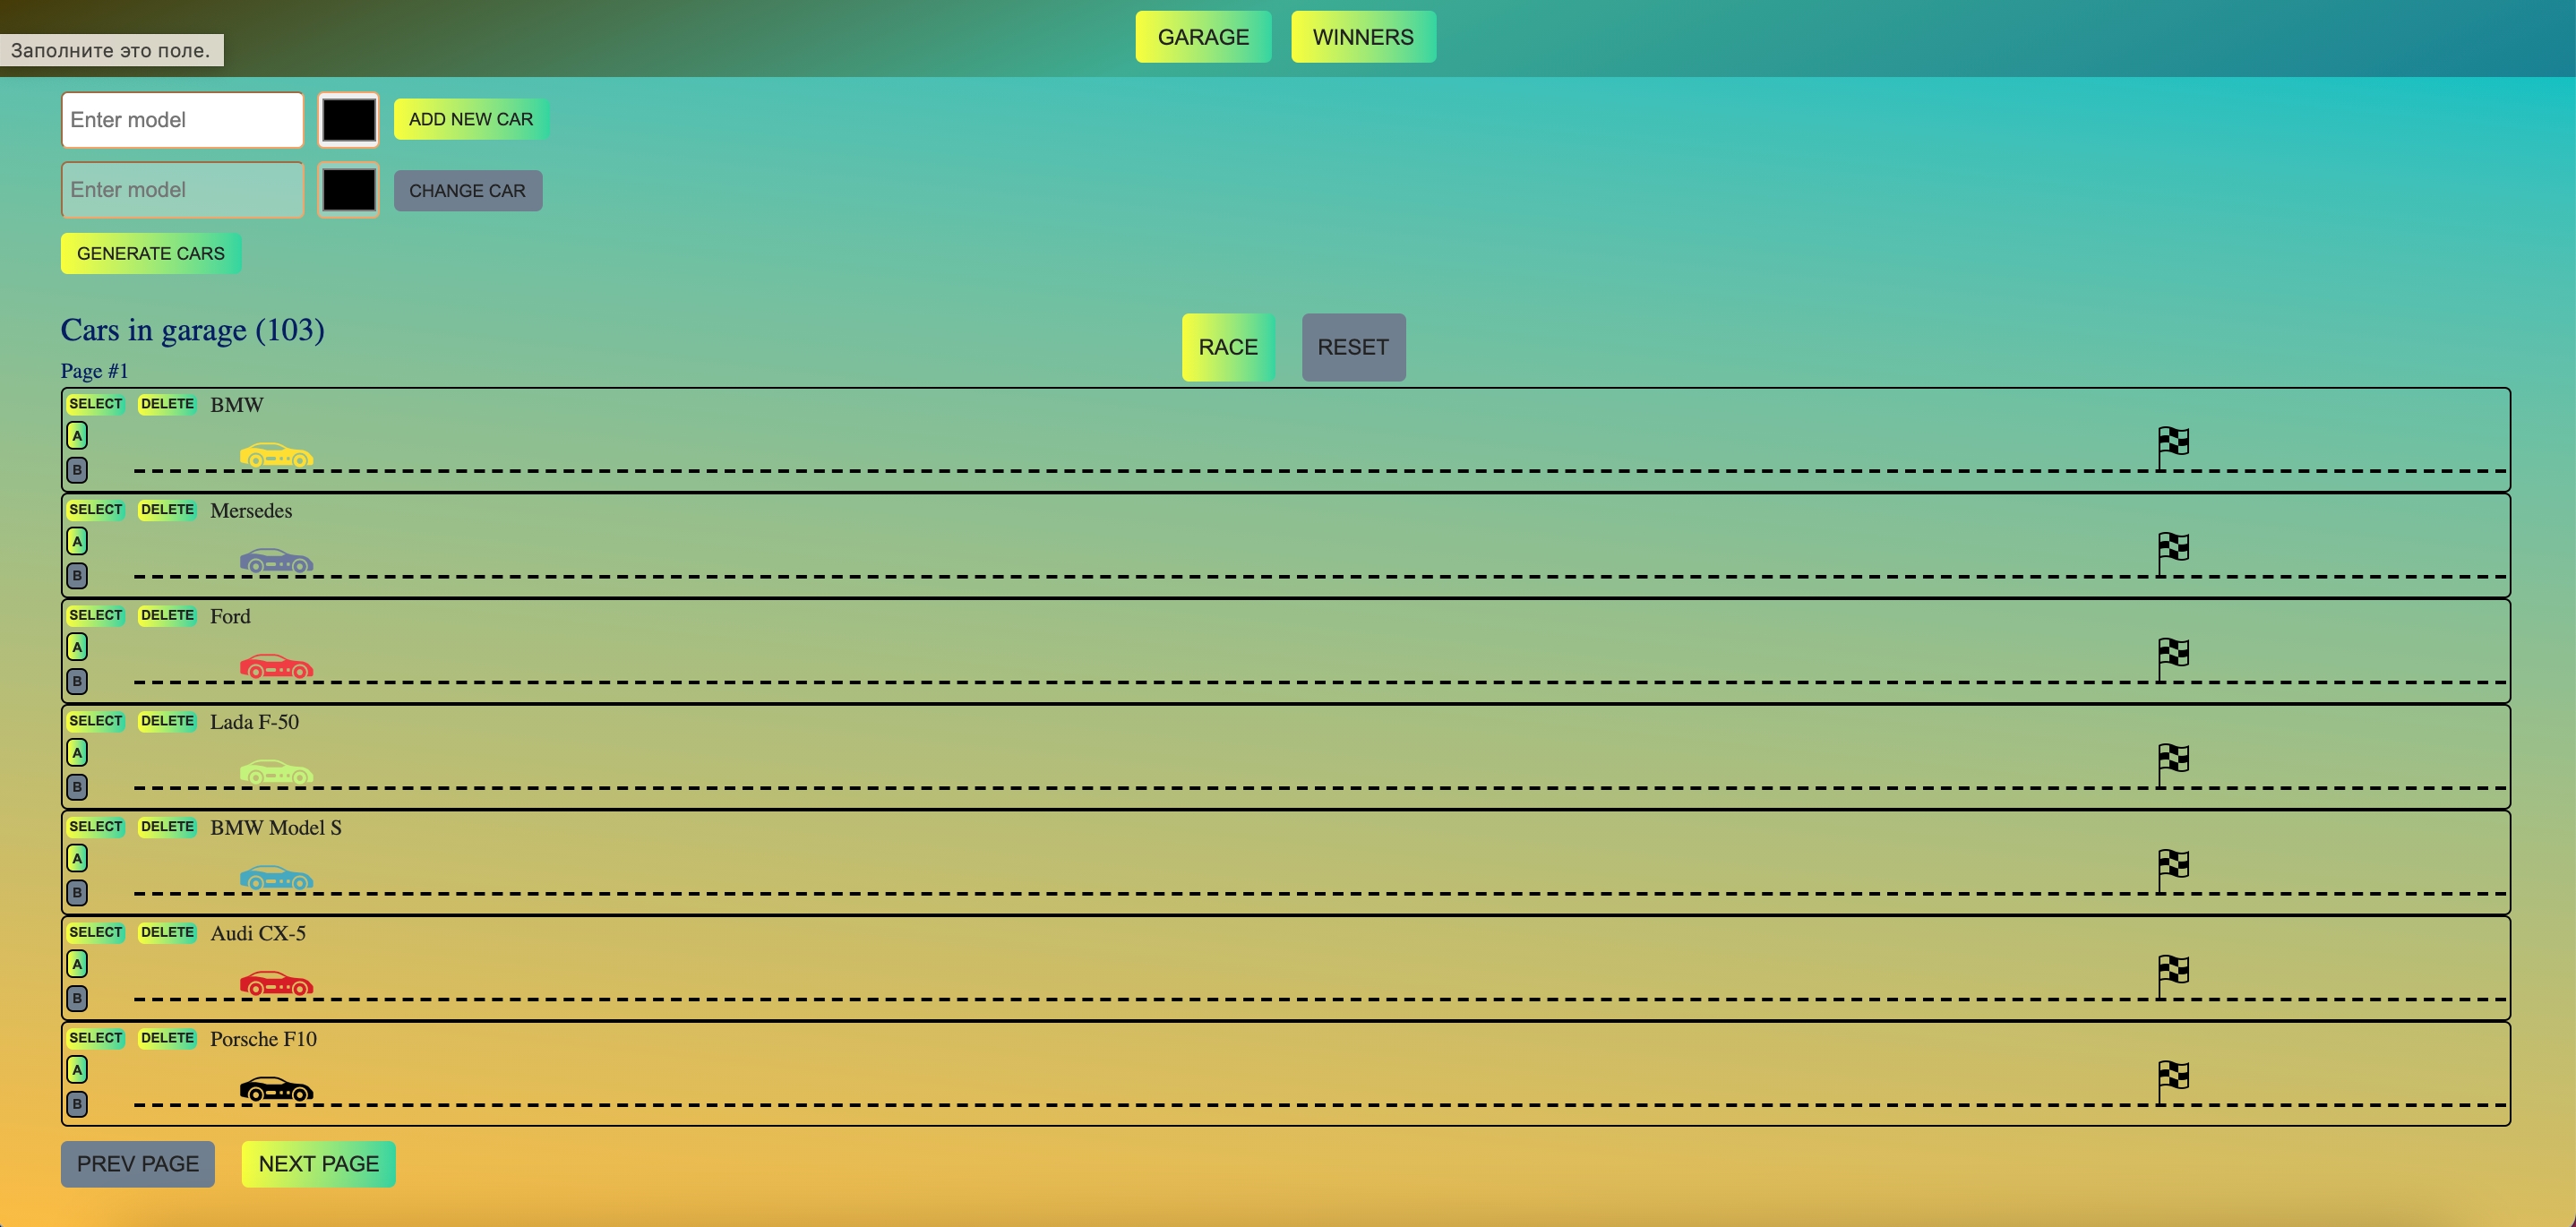 GARAGE WINNERS
Заполните это поле.
Enter model ADD NEW CAR
Enter model CHANGE CAR
GENERATE CARS
Cars in garage (103)
RACE RESET
Page #1
SELECT DELETE BMW
A
B
SELECT DELETE Mersedes
A
B
SELECT DELETE Ford
A
B
SELECT DELETE Lada F-50
A
B
SELECT DELETE BMW Model S
A
B
SELECT DELETE Audi CX-5
A
B
SELECT DELETE Porsche F10
A
B
PREV PAGE NEXT PAGE